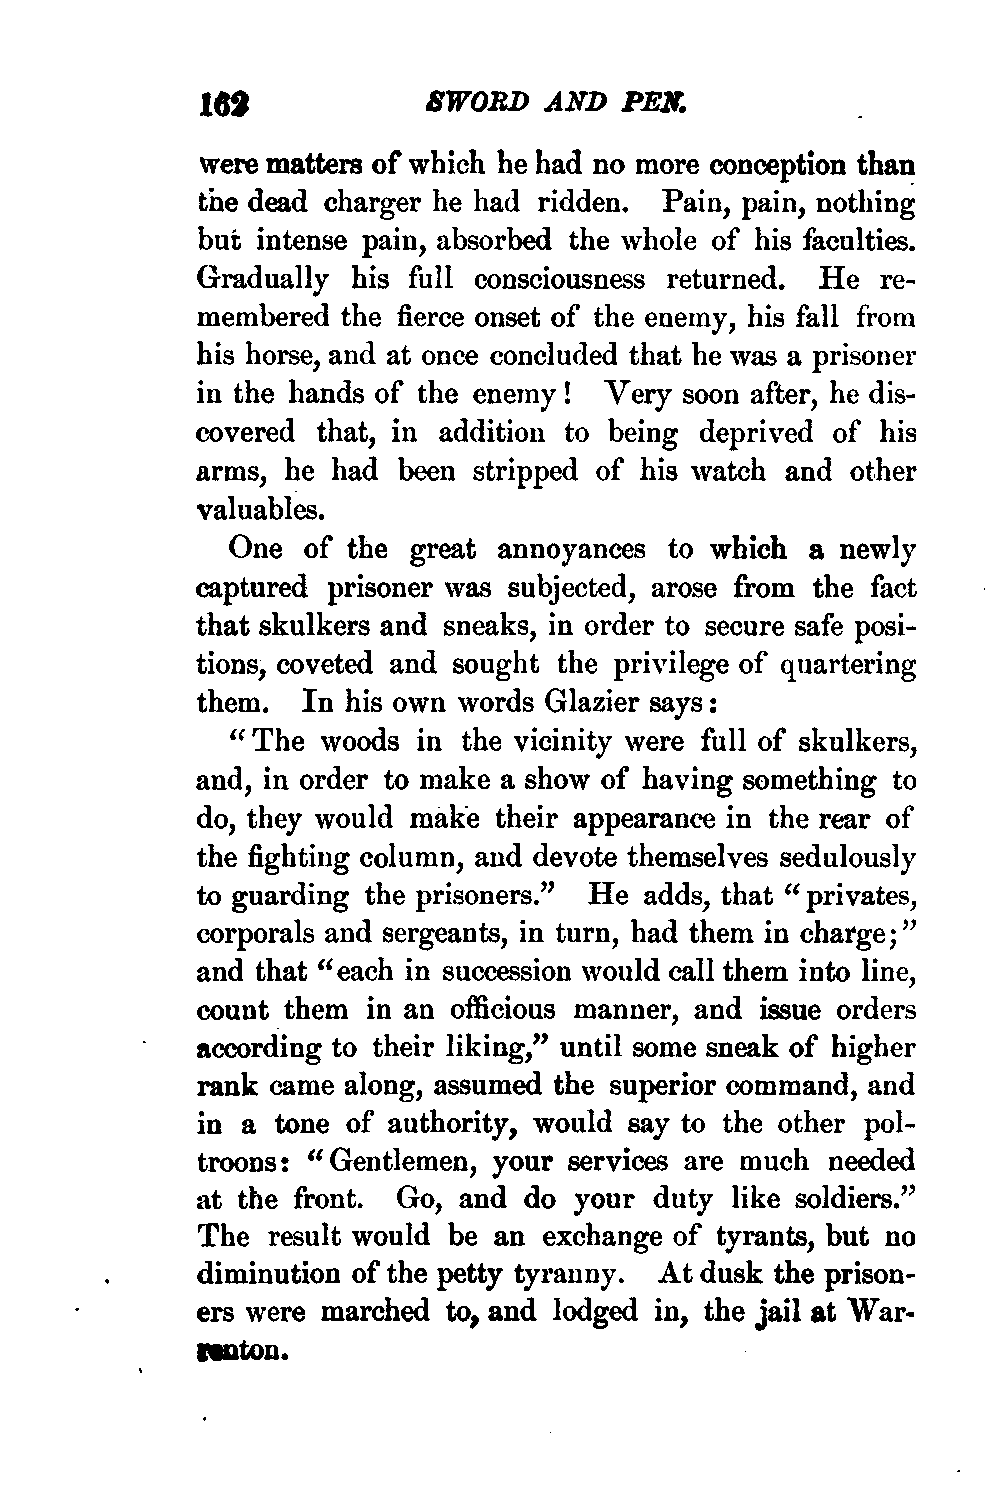 162 SWORD AND PEN.
were matters of which he had no more conception than
the dead charger he had ridden. Pain, pain, nothing
but intense pain, absorbed the whole of his faculties.
Gradually his full consciousness returned. He re-
membered the fierce onset of the enemy, his fall from
his horse, and at once concluded that he was a prisoner
in the hands of the enemy! Very soon after, he dis-
covered that, in addition to being deprived of his
arms, he had been stripped of his watch and other
valuables.
One of the great annoyances to which a newly
captured prisoner was subjected, arose from the fact
that skulkers and sneaks, in order to secure safe posi-
tions, coveted and sought the privilege of quartering
them. In his own words Glazier says:
"The woods in the vicinity were full of skulkers,
and, in order to make a show of having something to
do, they would make their appearance in the rear of
the fighting column, and devote themselves sedulously
to guarding the prisoners." He adds, that "privates,
corporals and sergeants, in turn, had them in charge;"
and that "each in succession would call them into line,
count them in an officious manner, and issue orders
according to their liking," until some sneak of higher
rank came along, assumed the superior command, and
in a tone of authority, would say to the other pol-
troons: "Gentlemen, your services are much needed
at the front. Go, and do your duty like soldiers."
The result would be an exchange of tyrants, but no
diminution of the petty tyranny. At dusk the prison-
ers were marched to, and lodged in, the jail at War-
renton.